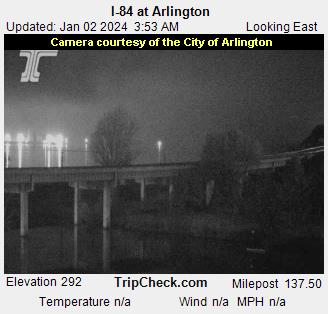 I-84 at Arlington
Updated: Jan 02 2024 3:53 AM Looking East
Camera courtesy of the City of Arlington
Elevation 292 TripCheck.com Milepost 137.50
Temperature n/a Wind n/a MPH n/a